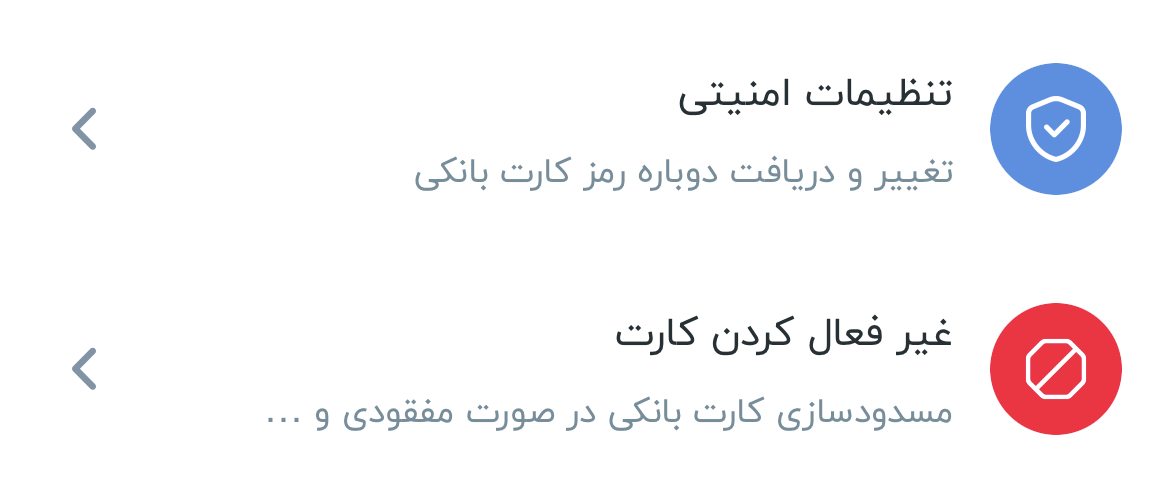 تنظیمات امنیتی
تغییر و دریافت دوباره رمز کارت بانکی
غیر فعال کردن کارت
مسدودسازی کارت بانکی در صورت مفقودی و ...